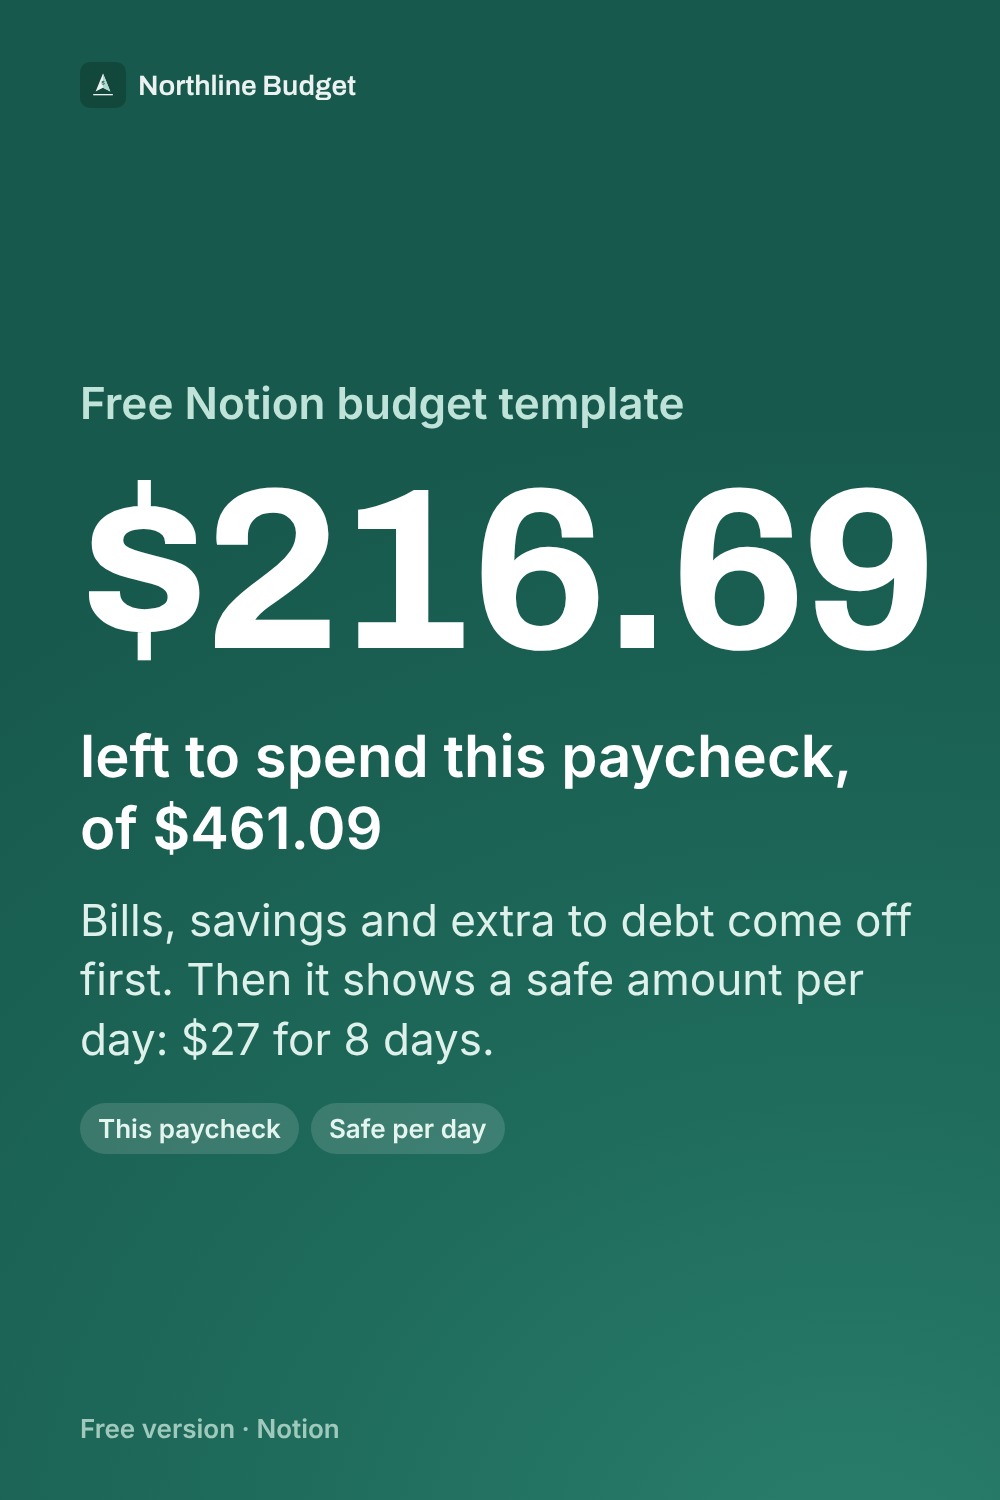 Northline Budget
Free Notion budget template
$216.69
left to spend this paycheck,
of $461.09
Bills, savings and extra to debt come off
first. Then it shows a safe amount per
day: $27 for 8 days.
This paycheck
Safe per day
Free version · Notion